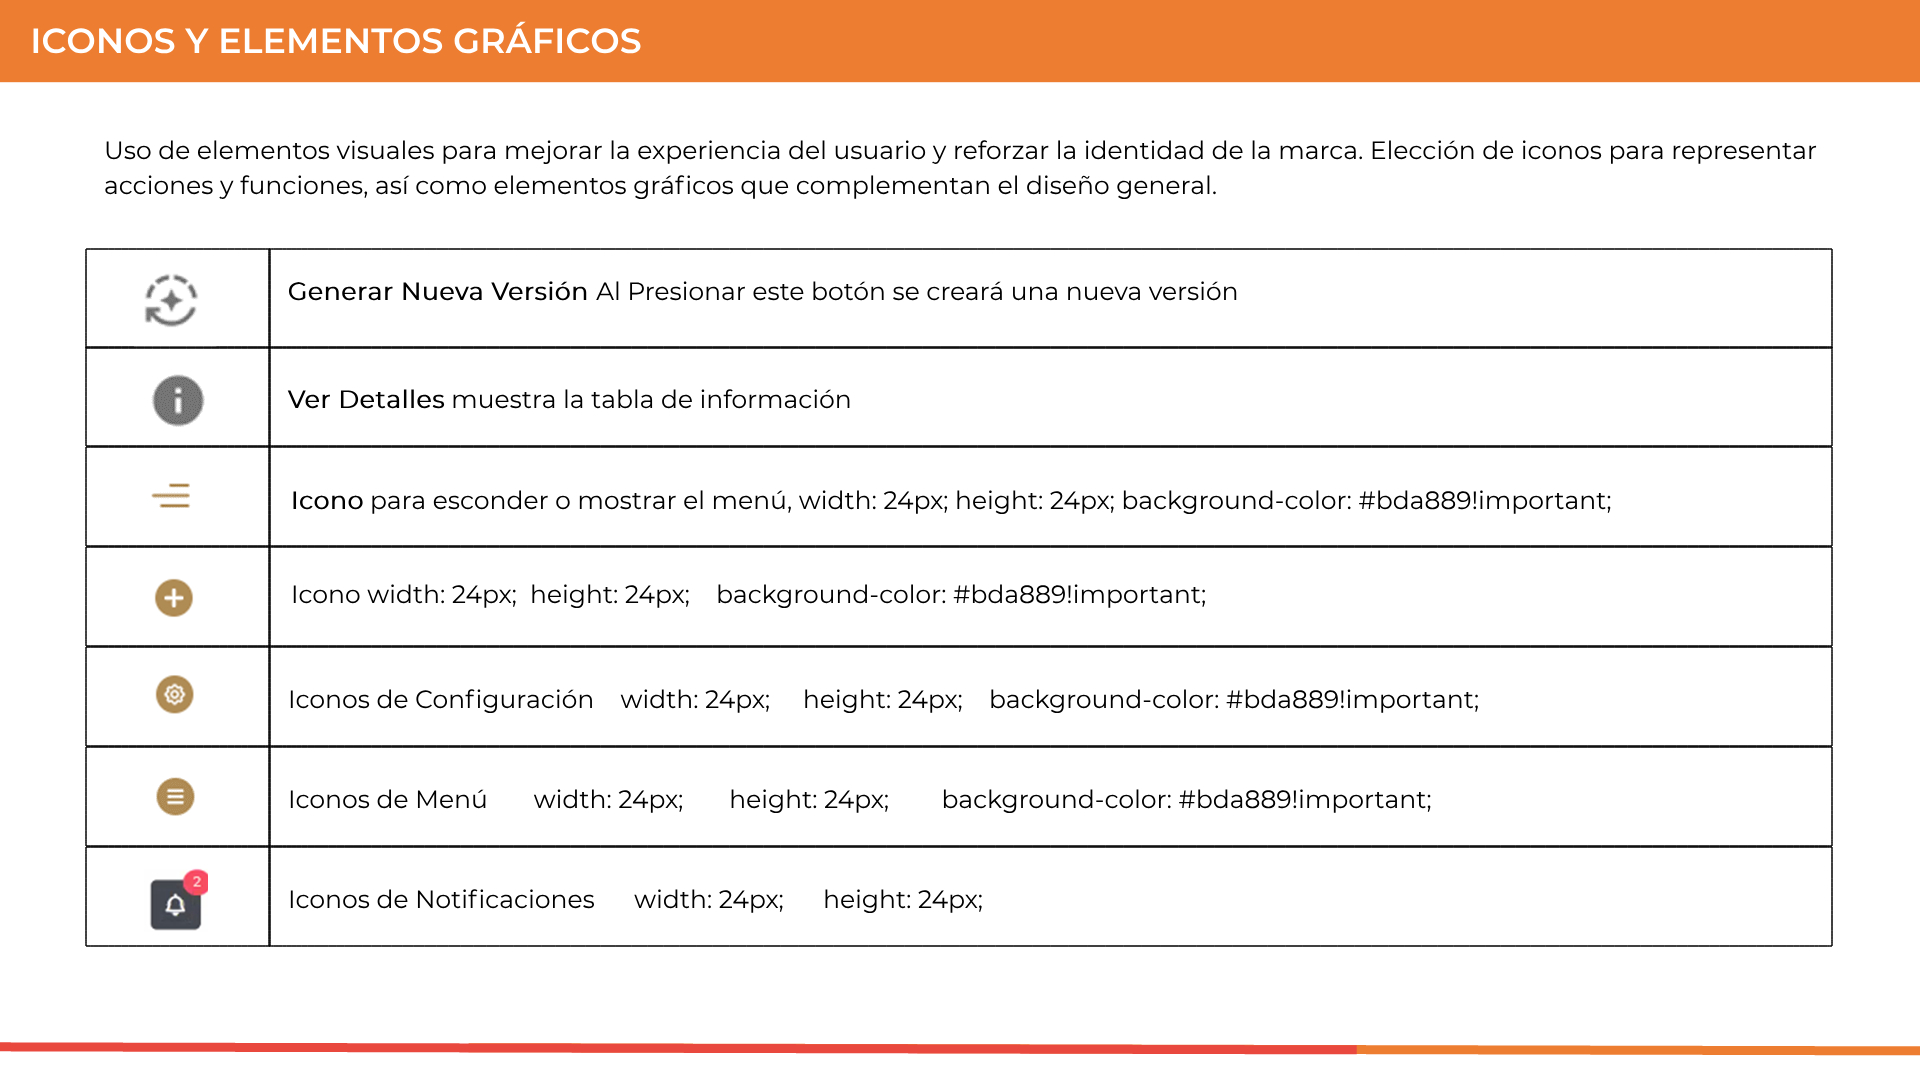 ICONOS Y ELEMENTOS GRÁFICOS
Uso de elementos visuales para mejorar la experiencia del usuario y reforzar la identidad de la marca. Elección de iconos para representar
acciones y funciones, así como elementos gráficos que complementan el diseño general.
Generar Nueva Versión Al Presionar este botón se creará una nueva versión
Ver Detalles muestra la tabla de información
Icono para esconder o mostrar el menú, width: 24px; height: 24px; background-color: #bda889!important;
Icono width: 24px; height: 24px; background-color: #bda889!important;
Iconos de Configuración width: 24px; height: 24px; background-color: #bda889!important;
Iconos de Menú width: 24px; height: 24px; background-color: #bda889!important;
2
Iconos de Notificaciones width: 24px; height: 24px;